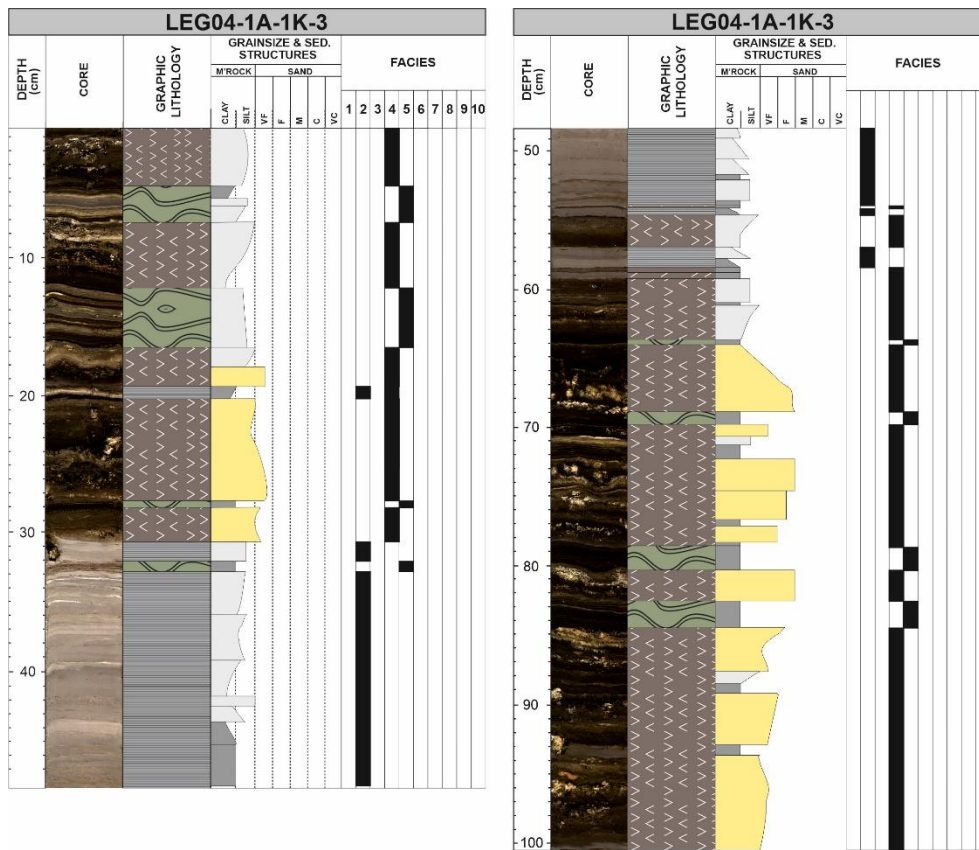 LEG04-1A-1K-3
DEPTH (cm)
CORE
GRAPHIC LITHOLOGY
GRAINSIZE & SED. STRUCTURES
M'ROCK
SAND
CLAY
SILT
VF
F
M
C
VC
FACIES
1 2 3 4 5 6 7 8 9 10
10
20
30
40
LEG04-1A-1K-3
DEPTH (cm)
CORE
GRAPHIC LITHOLOGY
GRAINSIZE & SED. STRUCTURES
M'ROCK
SAND
CLAY
SILT
VF
F
M
C
VC
FACIES
50
60
70
80
90
100